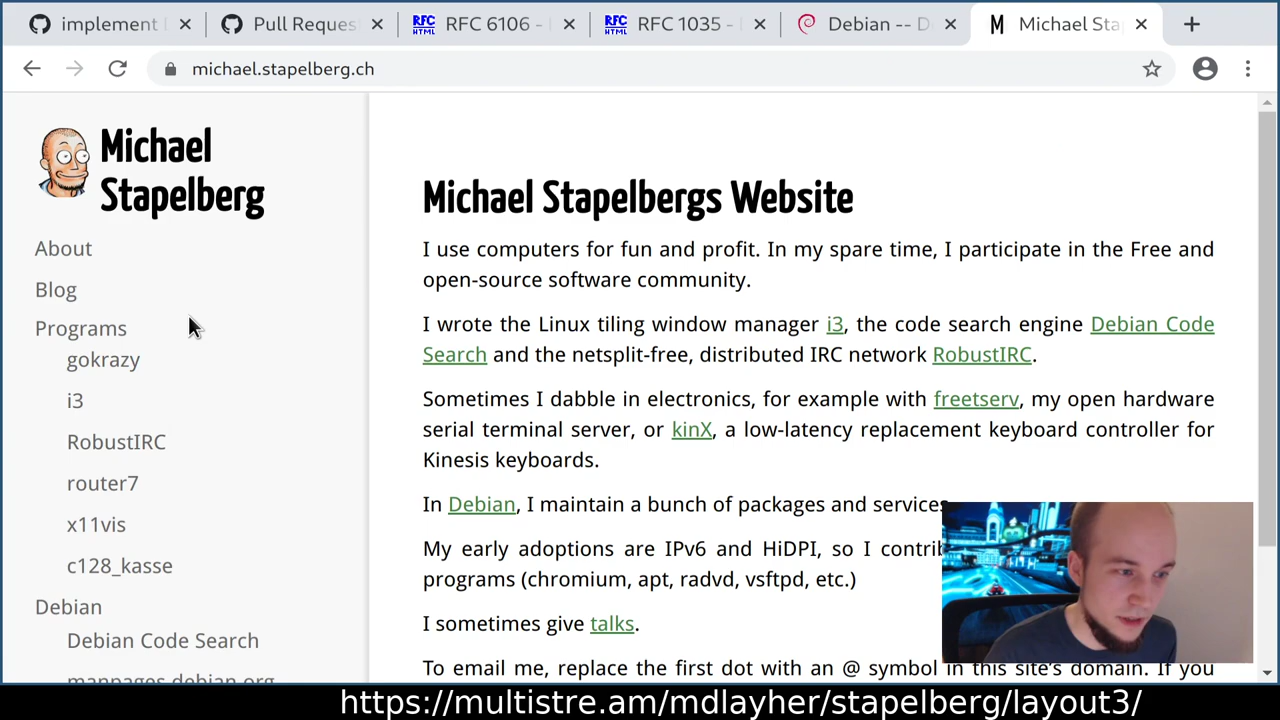 implement
Pull Reques
RFC HTML
RFC 6106 -
RFC HTML
RFC 1035 -
Debian -- D
M
Michael Sta
michael.stapelberg.ch
Michael
Stapelberg
About
Blog
Programs
gokrazy
i3
RobustIRC
router7
x11vis
c128_kasse
Debian
Debian Code Search
manpages.debian.org
Michael Stapelbergs Website
I use computers for fun and profit. In my spare time, I participate in the Free and
open-source software community.
I wrote the Linux tiling window manager i3, the code search engine Debian Code
Search and the netsplit-free, distributed IRC network RobustIRC.
Sometimes I dabble in electronics, for example with freetserv, my open hardware
serial terminal server, or kinX, a low-latency replacement keyboard controller for
Kinesis keyboards.
In Debian, I maintain a bunch of packages and services
My early adoptions are IPv6 and HiDPI, so I contrib
programs (chromium, apt, radvd, vsftpd, etc.)
I sometimes give talks.
To email me, replace the first dot with an @ symbol in this site's domain. If you
https://multistre.am/mdlayher/stapelberg/layout3/